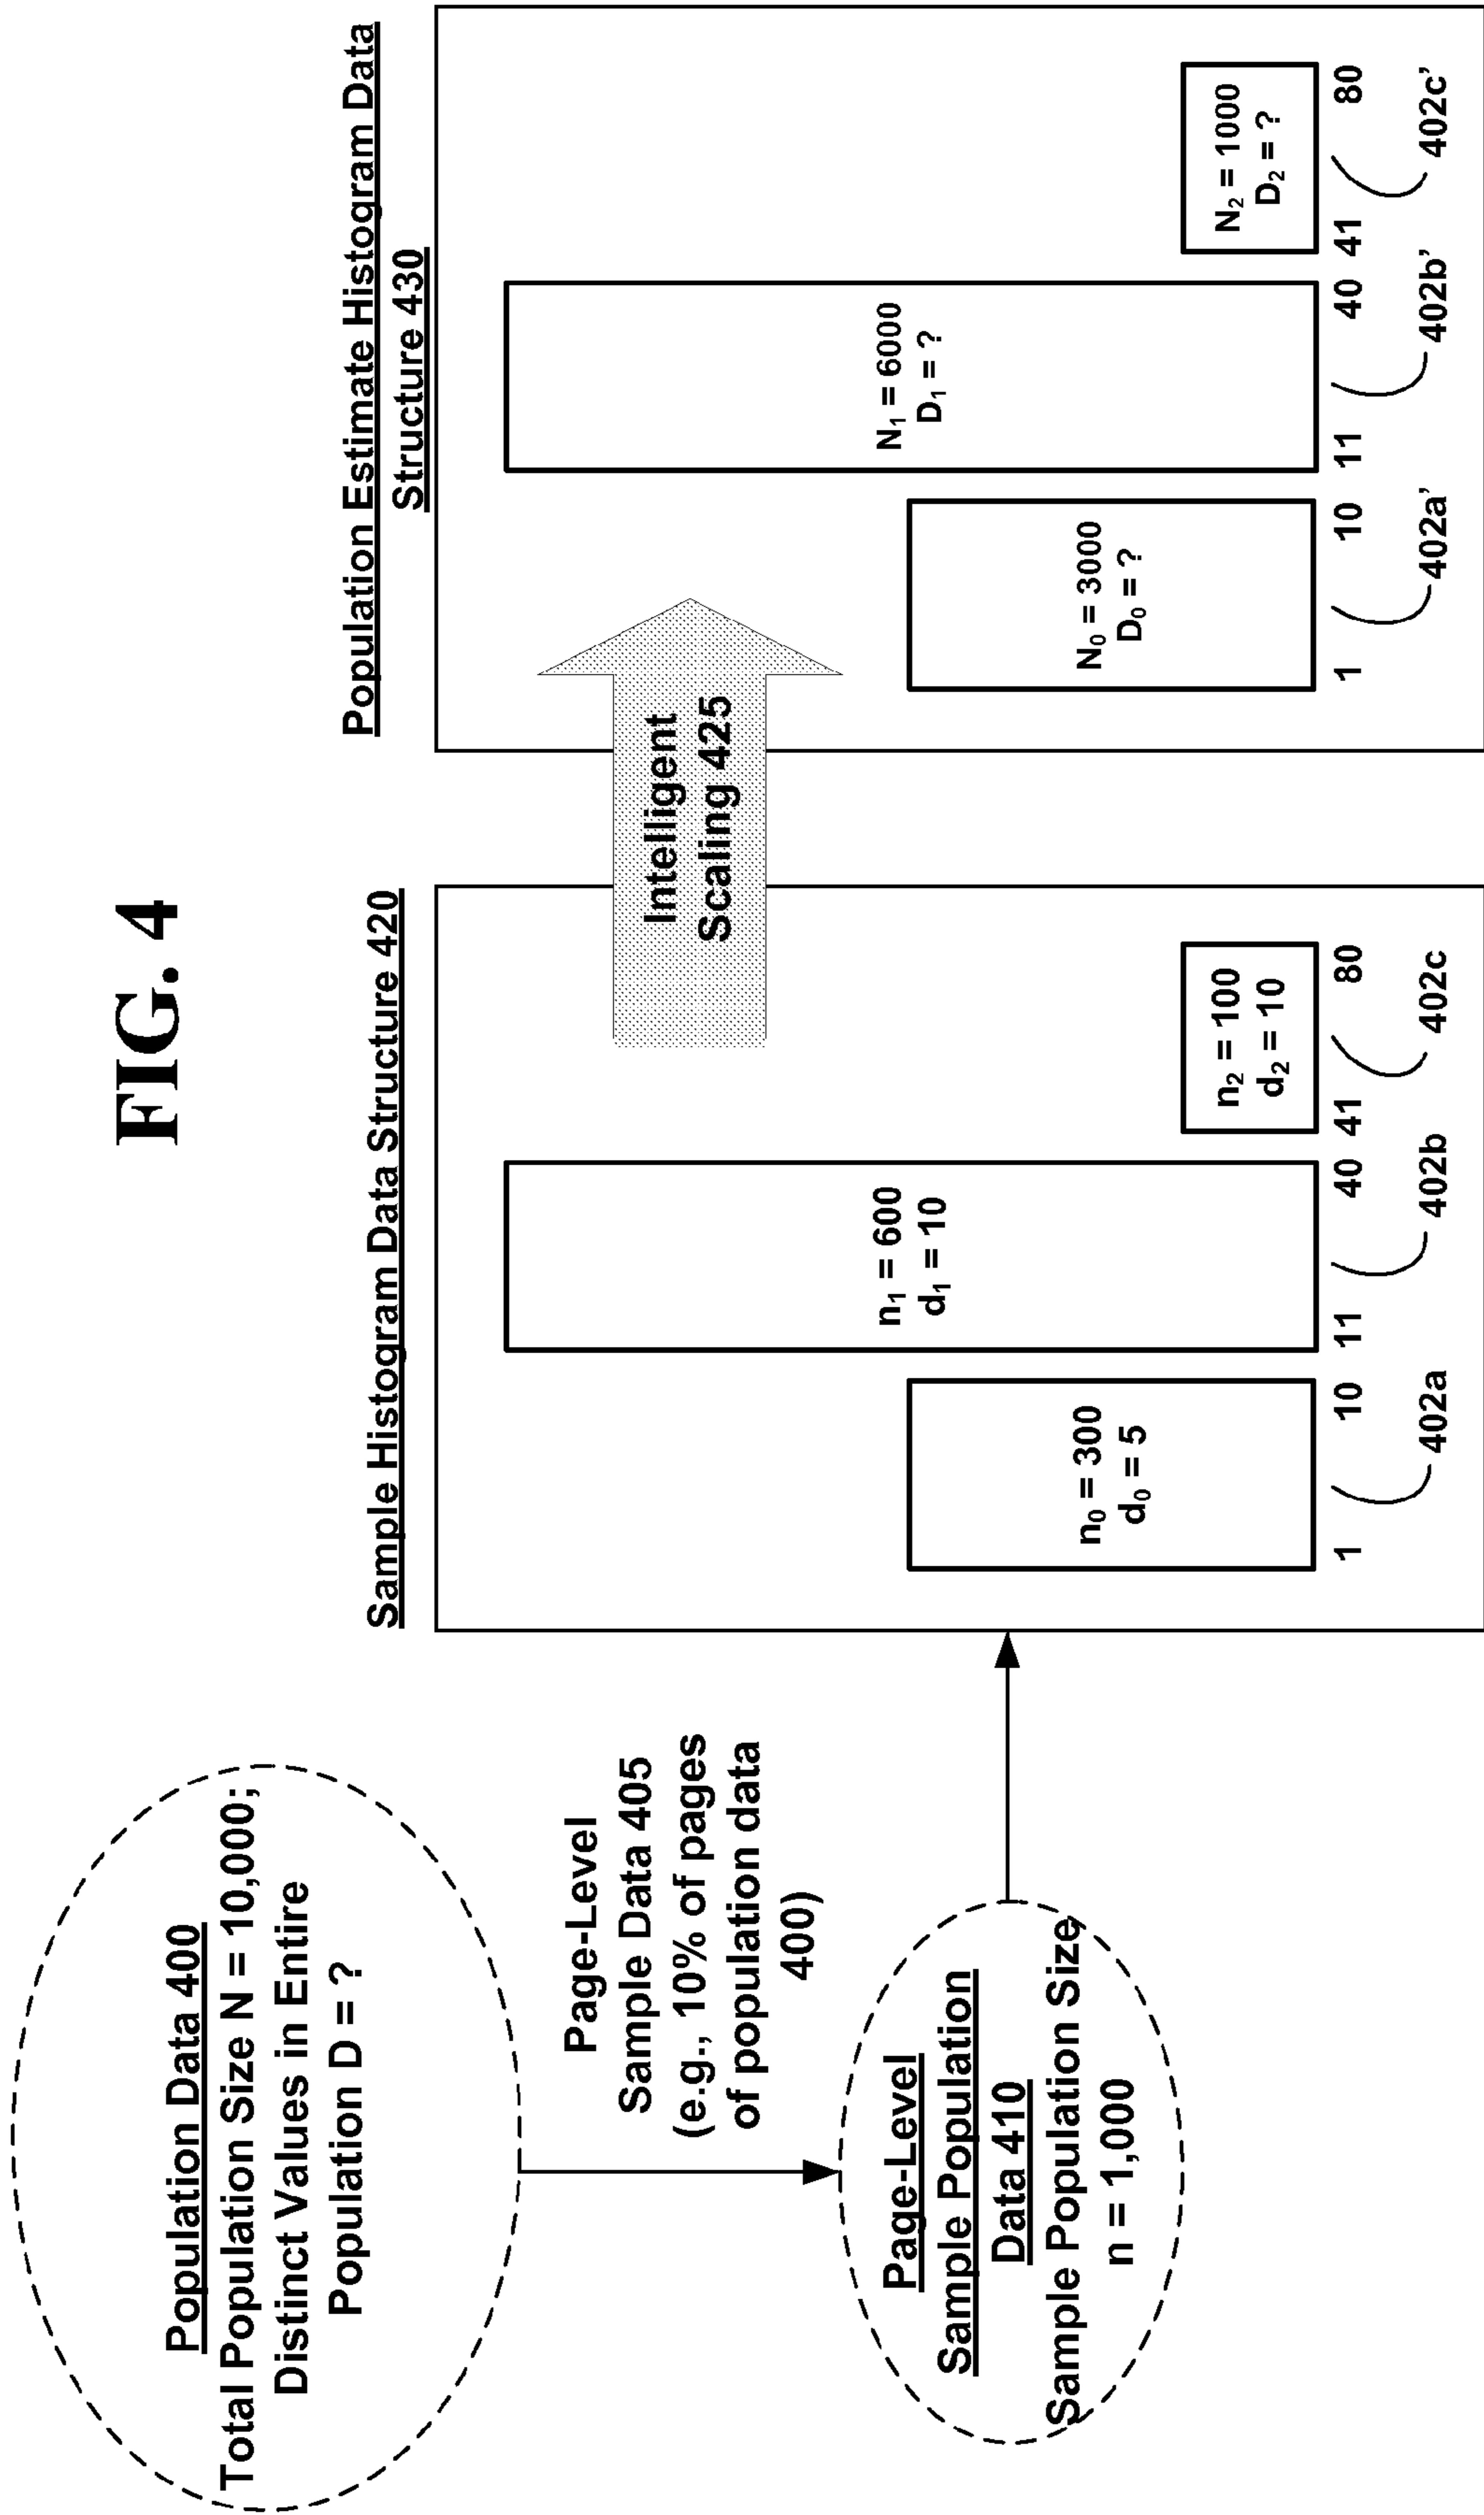 FIG. 4
Population Data 400
Total Population Size N = 10,000;
Distinct Values in Entire
Population D = ?
Page-Level
Sample Data 405
(e.g., 10% of pages
of population data
400)
Page-Level
Sample Population
Data 410
Sample Population Size
n = 1,000
Sample Histogram Data Structure 420
n₀ = 300
d₀ = 5
n₁ = 600
d₁ = 10
n₂ = 100
d₂ = 10
1 10 11 40 41 80
402a 402b 402c
Intelligent
Scaling 425
Population Estimate Histogram Data
Structure 430
N₀ = 3000
D₀ = ?
N₁ = 6000
D₁ = ?
N₂ = 1000
D₂ = ?
1 10 11 40 41 80
402a’ 402b’ 402c’